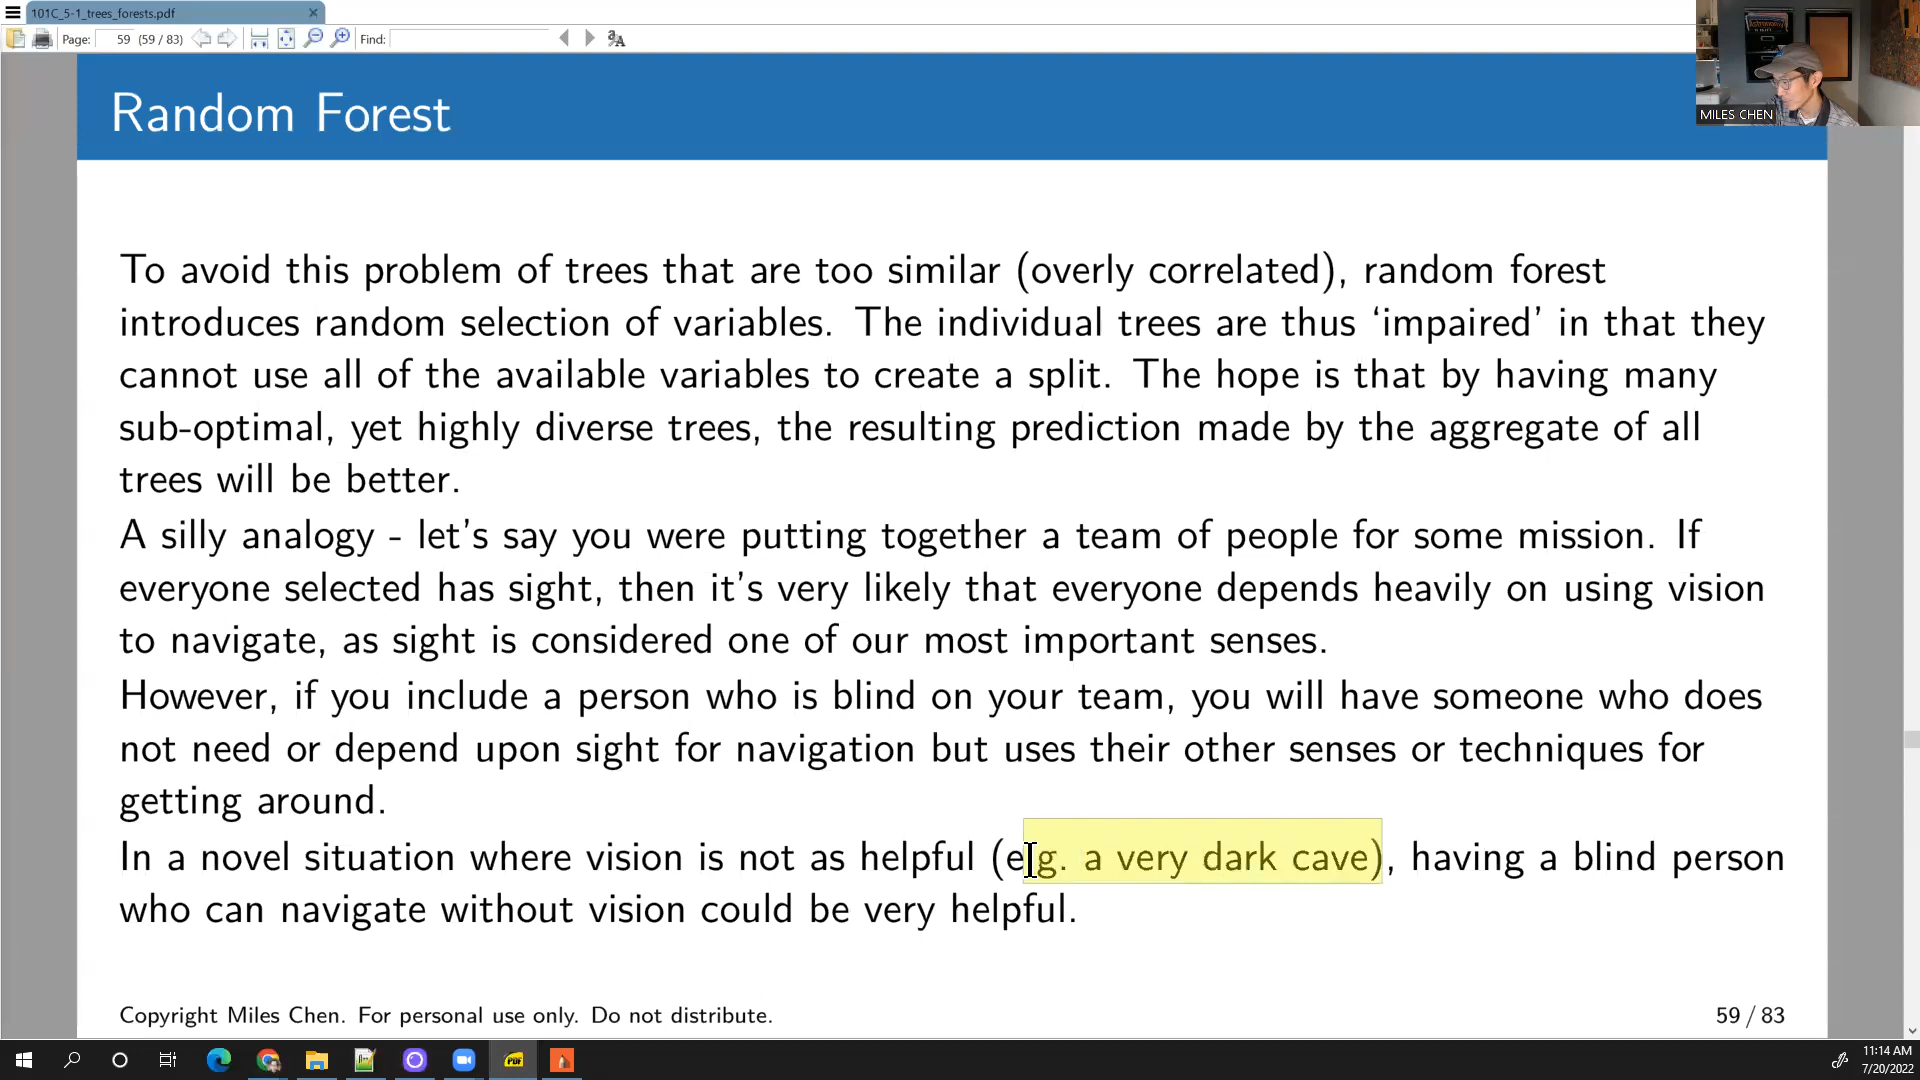 101C_5-1_trees_forests.pdf
Page: 59 (59 / 83) Find:
Random Forest
MILES CHEN
To avoid this problem of trees that are too similar (overly correlated), random forest
introduces random selection of variables. The individual trees are thus ‘impaired’ in that they
cannot use all of the available variables to create a split. The hope is that by having many
sub-optimal, yet highly diverse trees, the resulting prediction made by the aggregate of all
trees will be better.
A silly analogy - let’s say you were putting together a team of people for some mission. If
everyone selected has sight, then it’s very likely that everyone depends heavily on using vision
to navigate, as sight is considered one of our most important senses.
However, if you include a person who is blind on your team, you will have someone who does
not need or depend upon sight for navigation but uses their other senses or techniques for
getting around.
In a novel situation where vision is not as helpful (e.g. a very dark cave), having a blind person
who can navigate without vision could be very helpful.
Copyright Miles Chen. For personal use only. Do not distribute.
59 / 83
PDF
11:14 AM
7/20/2022